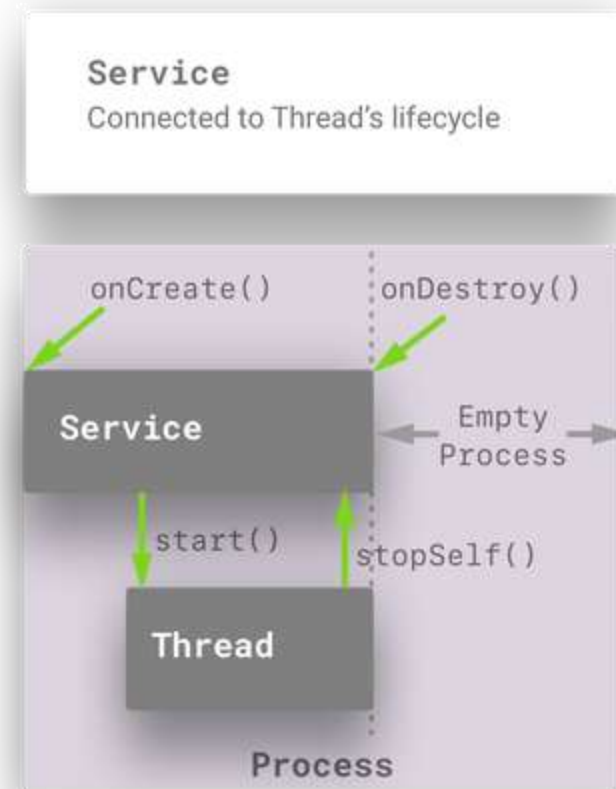 Service
Connected to Thread's lifecycle
onCreate()
onDestroy()
Service
Empty
Process
start()
stopSelf()
Thread
Process